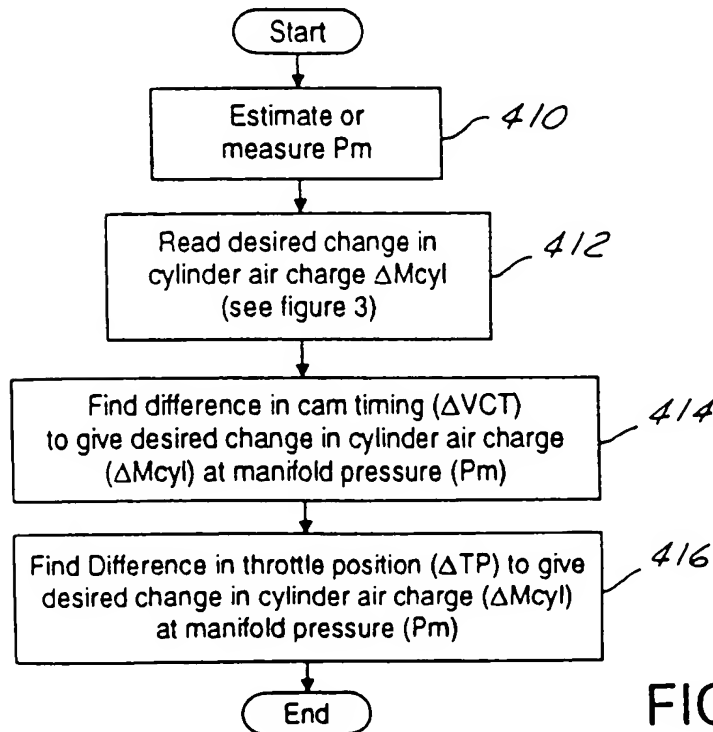 Start
Estimate or
measure Pm
410
Read desired change in
cylinder air charge ΔMcyl
(see figure 3)
412
Find difference in cam timing (ΔVCT)
to give desired change in cylinder air charge
(ΔMcyl) at manifold pressure (Pm)
414
Find Difference in throttle position (ΔTP) to give
desired change in cylinder air charge (ΔMcyl)
at manifold pressure (Pm)
416
End